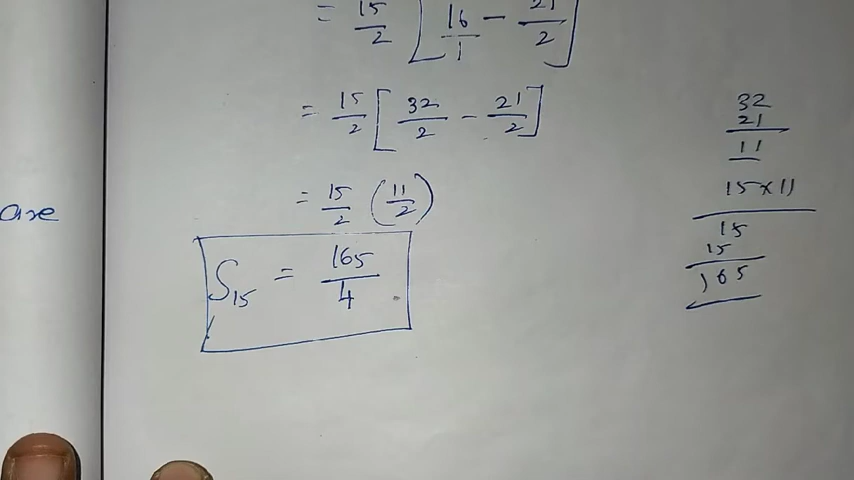 = 15/2 [ 16/1 - 21/2 ]
= 15/2 [ 32/2 - 21/2 ]
= 15/2 ( 11/2 )
S15 = 165/4
are
32
21
11
15×11
15
15
165